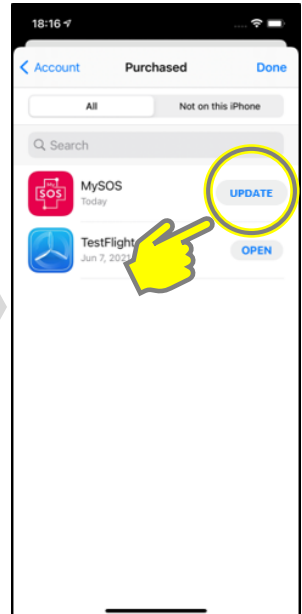 18:16
Account Purchased Done
All Not on this iPhone
Search
SOS
MySOS
Today
UPDATE
TestFlight
Jun 7, 2021
OPEN